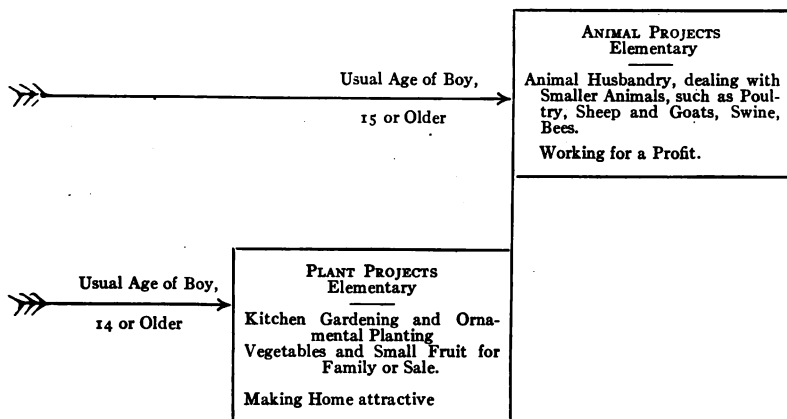 ANIMAL PROJECTS
Elementary
Usual Age of Boy,
15 or Older
Animal Husbandry, dealing with
Smaller Animals, such as Poul-
try, Sheep and Goats, Swine,
Bees.
Working for a Profit.
Usual Age of Boy,
14 or Older
PLANT PROJECTS
Elementary
Kitchen Gardening and Orna-
mental Planting
Vegetables and Small Fruit for
Family or Sale.
Making Home attractive